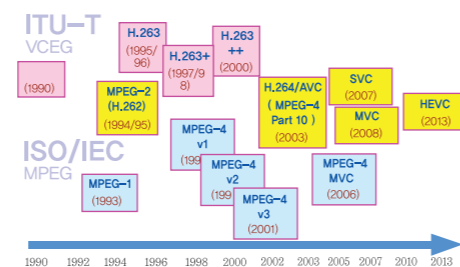 ITU-T
VCEG
(1990)
H.263
(1995/
96)
H.263+
(1997/9
8)
H.263
++
(2000)
MPEG-2
(H.262)
(1994/95)
H.264/AVC
( MPEG-4
Part 10 )
(2003)
SVC
(2007)
MVC
(2008)
HEVC
(2013)
ISO/IEC
MPEG
MPEG-1
(1993)
MPEG-4
v1
(199
MPEG-4
v2
(199
MPEG-4
v3
(2001)
MPEG-4
MVC
(2006)
1990 1992 1994 1996 1998 2000 2002 2003 2005 2007 2010 2013